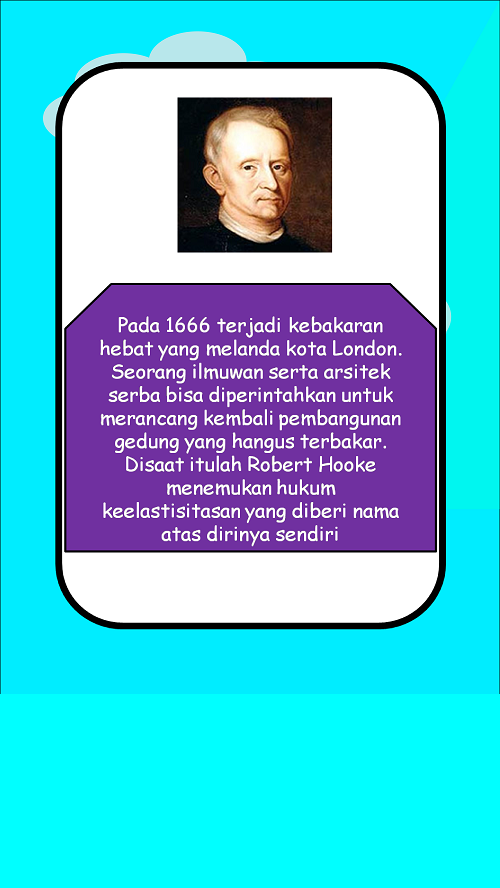 Pada 1666 terjadi kebakaran
hebat yang melanda kota London.
Seorang ilmuwan serta arsitek
serba bisa diperintahkan untuk
merancang kembali pembangunan
gedung yang hangus terbakar.
Disaat itulah Robert Hooke
menemukan hukum
keelastisitasan yang diberi nama
atas dirinya sendiri